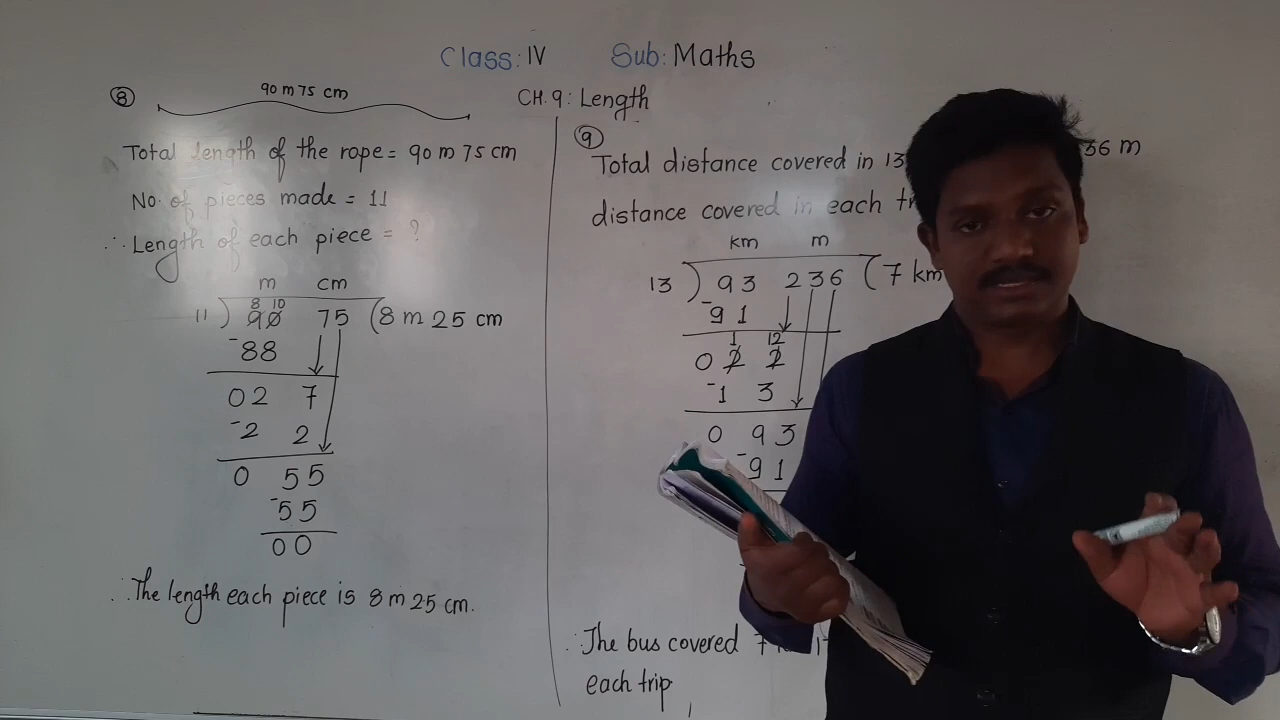 Class: IV Sub: Maths
CH.9: Length
8
90 m 75 cm
Total length of the rope = 90 m 75 cm
No. of pieces made = 11
∴ Length of each piece = ?
m cm
8 10
11 ) 90 75 ( 8 m 25 cm
-88
02 7
-2 2
0 55
-55
00
∴ The length each piece is 8 m 25 cm.
9
Total distance covered in 13 36 m
distance covered in each
km m
13 ) 93 236 ( 7 km
-91
1 12
0 2 2
-1 3
0 93
-91
∴ The bus covered 7
each trip